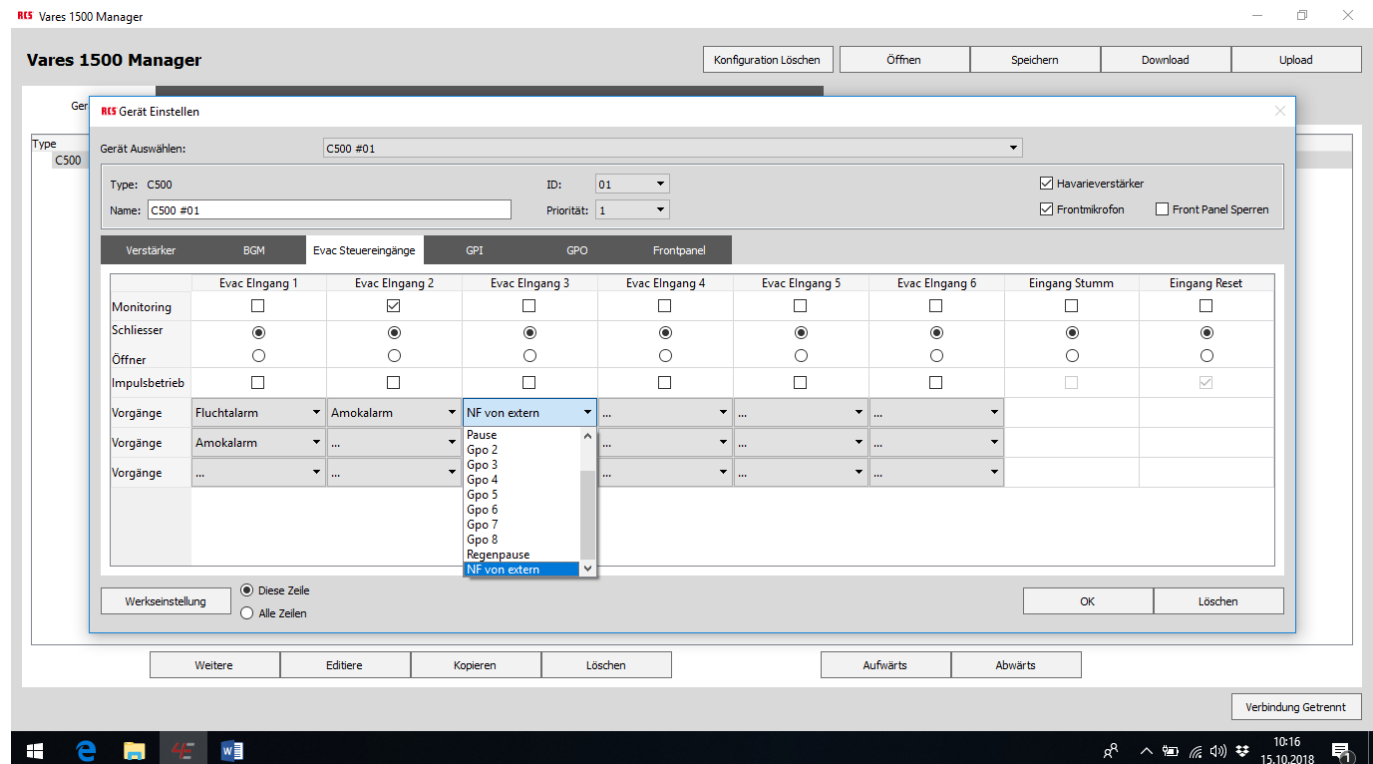 RCS Vares 1500 Manager
Vares 1500 Manager
Konfiguration Löschen
Öffnen
Speichern
Download
Upload
Ger
RCS Gerät Einstellen
Type
C500
Gerät Auswählen:
C500 #01
Type: C500
ID: 01
Havarieverstärker
Name: C500 #01
Priorität: 1
Frontmikrofon
Front Panel Sperren
Verstärker
BGM
Evac Steuereingänge
GPI
GPO
Frontpanel
Evac EIngang 1
Evac EIngang 2
Evac EIngang 3
Evac EIngang 4
Evac EIngang 5
Evac EIngang 6
Eingang Stumm
Eingang Reset
Monitoring
Schliesser
Öffner
Impulsbetrieb
Vorgänge
Fluchtalarm
Amokalarm
NF von extern
...
...
...
Vorgänge
Amokalarm
...
...
...
...
Vorgänge
...
...
...
...
...
Pause
Gpo 2
Gpo 3
Gpo 4
Gpo 5
Gpo 6
Gpo 7
Gpo 8
Regenpause
NF von extern
Werkseinstellung
Diese Zeile
Alle Zeilen
OK
Löschen
Weitere
Editiere
Kopieren
Löschen
Aufwärts
Abwärts
Verbindung Getrennt
10:16
15.10.2018
1